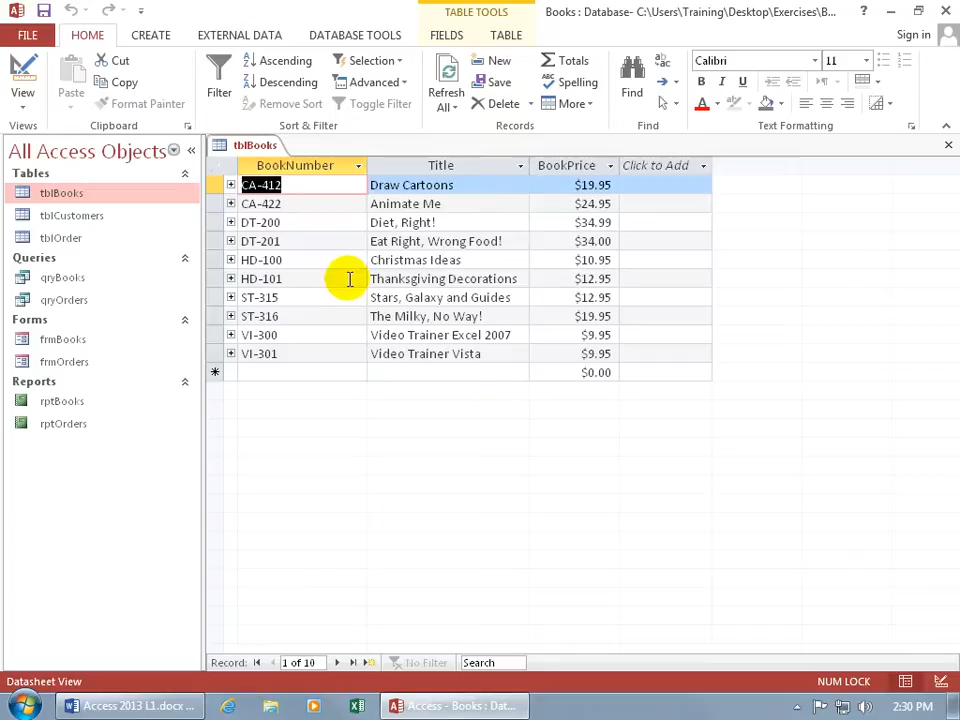 TABLE TOOLS
Books : Database- C:\Users\Training\Desktop\Exercises\B...
?
FILE
HOME
CREATE
EXTERNAL DATA
DATABASE TOOLS
FIELDS
TABLE
Sign in
View
Views
Paste
Cut
Copy
Format Painter
Clipboard
Filter
Ascending
Descending
Remove Sort
Selection
Advanced
Toggle Filter
Sort & Filter
Refresh
All
New
Save
Delete
Totals
Spelling
More
Records
Find
Find
Calibri
11
B I U
A
Text Formatting
All Access Objects
Tables
tblBooks
tblCustomers
tblOrder
Queries
qryBooks
qryOrders
Forms
frmBooks
frmOrders
Reports
rptBooks
rptOrders
tblBooks
BookNumber Title BookPrice Click to Add
CA-412 Draw Cartoons $19.95
CA-422 Animate Me $24.95
DT-200 Diet, Right! $34.99
DT-201 Eat Right, Wrong Food! $34.00
HD-100 Christmas Ideas $10.95
HD-101 Thanksgiving Decorations $12.95
ST-315 Stars, Galaxy and Guides $12.95
ST-316 The Milky, No Way! $19.95
VI-300 Video Trainer Excel 2007 $9.95
VI-301 Video Trainer Vista $9.95
* $0.00
Record: 1 of 10 No Filter Search
Datasheet View
NUM LOCK
Access 2013 L1.docx ...
Access - Books : Dat...
2:30 PM